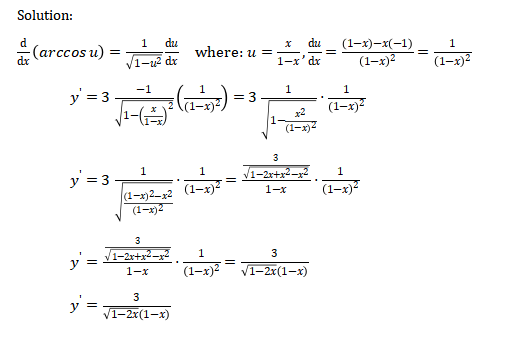 Solution:
d/dx (arccos u) = 1/√(1−u²) du/dx where: u = x/(1−x), du/dx = ((1−x)−x(−1))/(1−x)² = 1/(1−x)²
y' = 3 −1/√(1−(x/(1−x))²) (1/(1−x)²) = 3 1/√(1−x²/(1−x)²) · 1/(1−x)²
y' = 3 1/√(((1−x)²−x²)/(1−x)²) · 1/(1−x)² = (3/√(1−2x+x²−x²))/(1−x) · 1/(1−x)²
y' = (3/√(1−2x+x²−x²))/(1−x) · 1/(1−x)² = 3/(√(1−2x)(1−x))
y' = 3/(√(1−2x)(1−x))